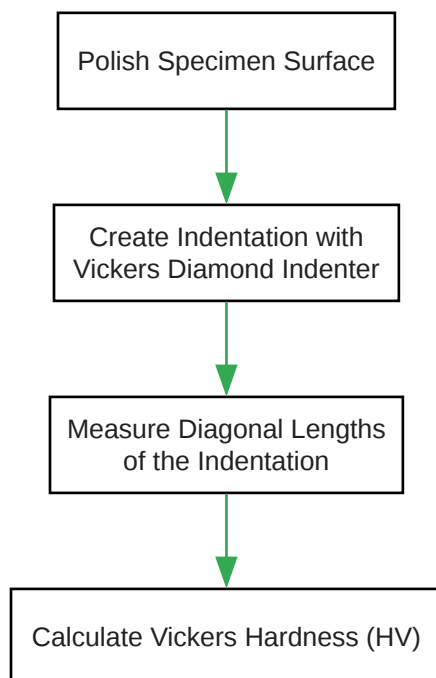 Polish Specimen Surface
Create Indentation with
Vickers Diamond Indenter
Measure Diagonal Lengths
of the Indentation
Calculate Vickers Hardness (HV)